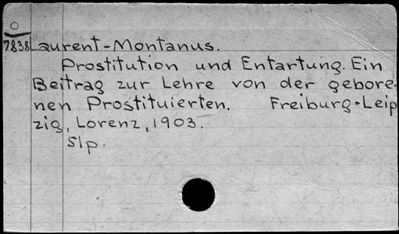 O
7838
Laurent-Montanus.
Prostitution und Entartung. Ein
Beitrag zur Lehre von der gebore-
nen Prostituierten. Freiburg-Leip
zig, Lorenz, 1903.
Slp.